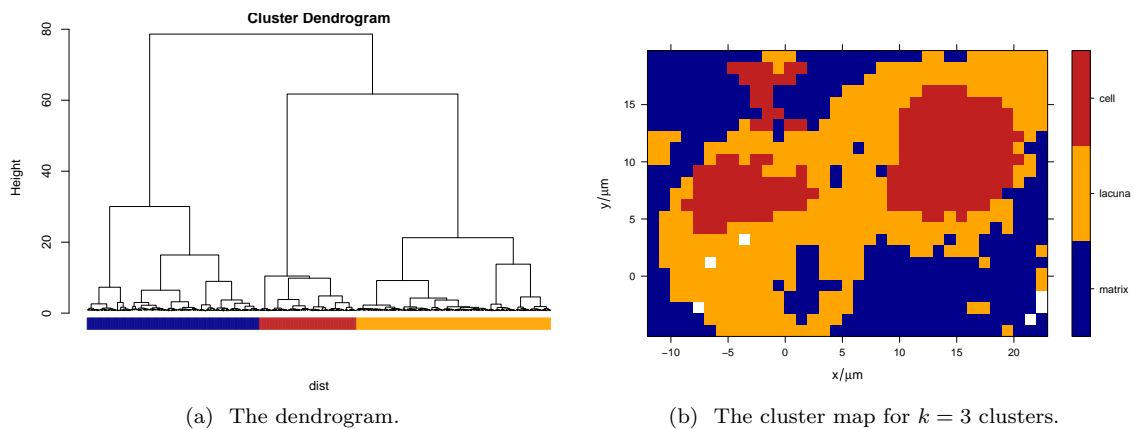 Cluster Dendrogram
Height
0
20
40
60
80
dist
(a) The dendrogram.
y/μm
15
10
5
0
−10
−5
0
5
10
15
20
x/μm
cell
lacuna
matrix
(b) The cluster map for k = 3 clusters.